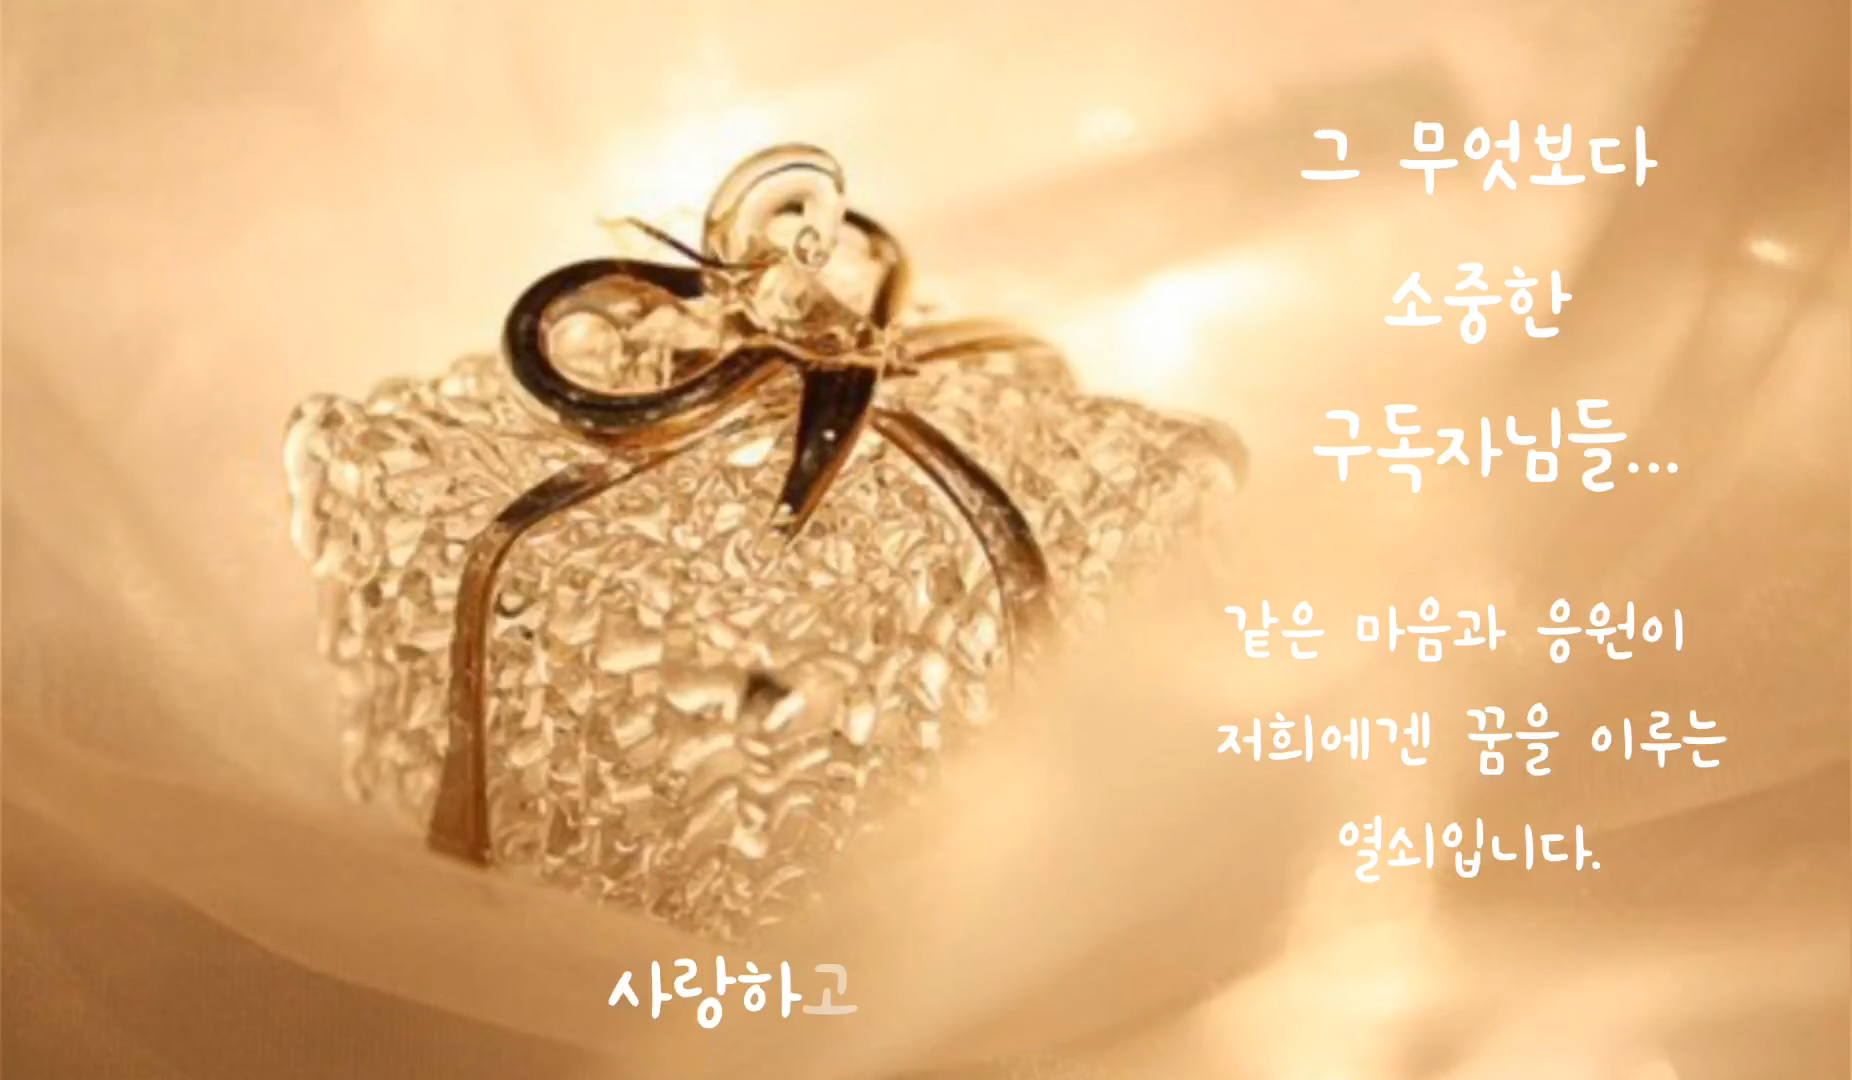 그 무엇보다
소중한
구독자님들...
같은 마음과 응원이
저희에겐 꿈을 이루는
열쇠입니다.
사랑하고